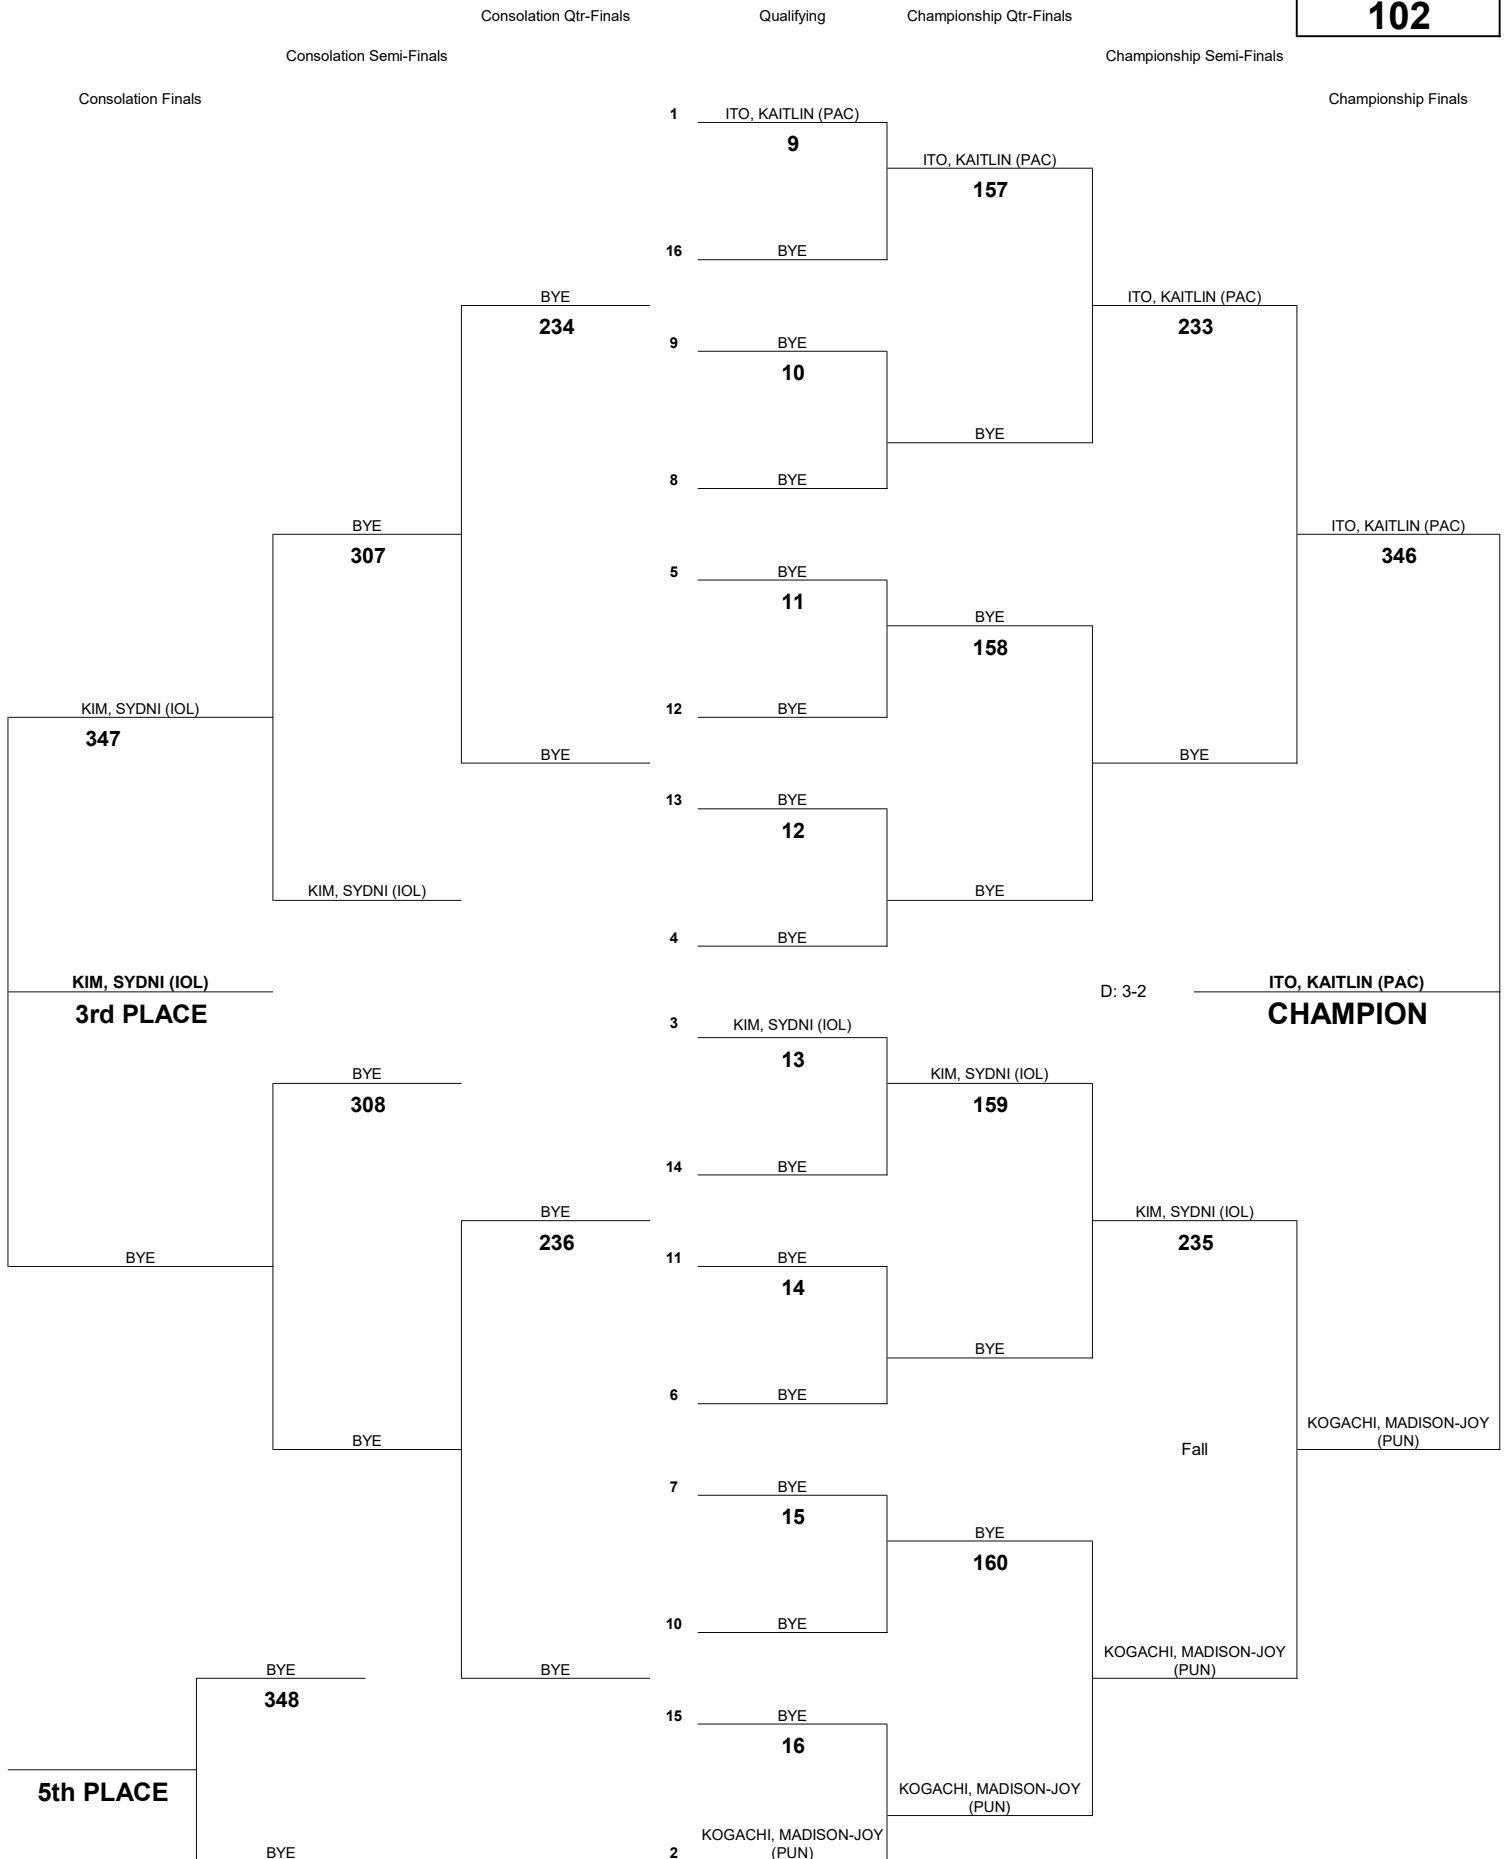 Consolation Qtr-Finals Qualifying Championship Qtr-Finals 102
Consolation Semi-Finals Championship Semi-Finals
Consolation Finals Championship Finals
1 ITO, KAITLIN (PAC)
9
ITO, KAITLIN (PAC)
157
16 BYE
BYE ITO, KAITLIN (PAC)
234 233
9 BYE
10
BYE
8 BYE
BYE ITO, KAITLIN (PAC)
307 346
5 BYE
11
BYE
158
KIM, SYDNI (IOL) 12 BYE
347
BYE BYE
13 BYE
12
KIM, SYDNI (IOL) BYE
4 BYE
KIM, SYDNI (IOL) D: 3-2 ITO, KAITLIN (PAC)
3rd PLACE CHAMPION
3 KIM, SYDNI (IOL)
13
BYE KIM, SYDNI (IOL)
308 159
14 BYE
BYE KIM, SYDNI (IOL)
236 235
BYE 11 BYE
14
BYE
6 BYE
KOGACHI, MADISON-JOY
(PUN)
BYE Fall
7 BYE
15
BYE
160
10 BYE
KOGACHI, MADISON-JOY
(PUN)
BYE BYE
348
15 BYE
16
5th PLACE KOGACHI, MADISON-JOY
(PUN)
KOGACHI, MADISON-JOY
BYE 2 (PUN)